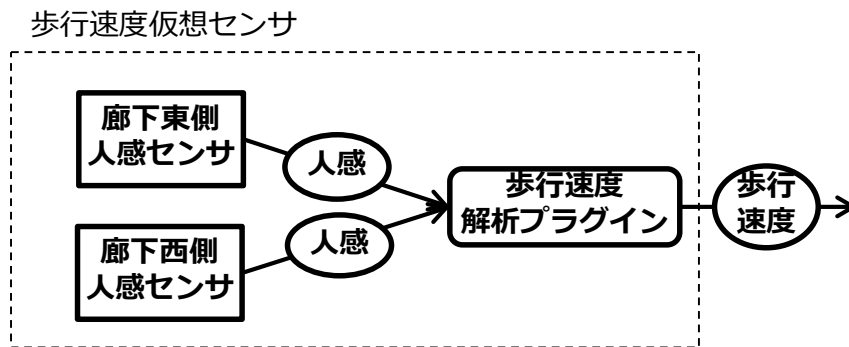 歩行速度仮想センサ
廊下東側
人感センサ
人感
歩行速度
解析プラグイン
歩行
速度
人感
廊下西側
人感センサ